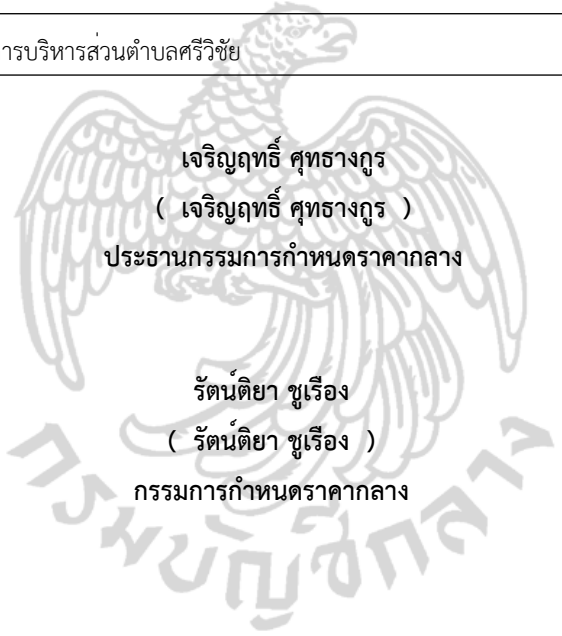 ารบริหารส่วนตำบลศรีวิชัย
เจริญฤทธิ์ ศุทธางกูร
( เจริญฤทธิ์ ศุทธางกูร )
ประธานกรรมการกำหนดราคากลาง
รัตน์ติยา ชูเรือง
( รัตน์ติยา ชูเรือง )
กรรมการกำหนดราคากลาง
กรมบัญชีกลาง